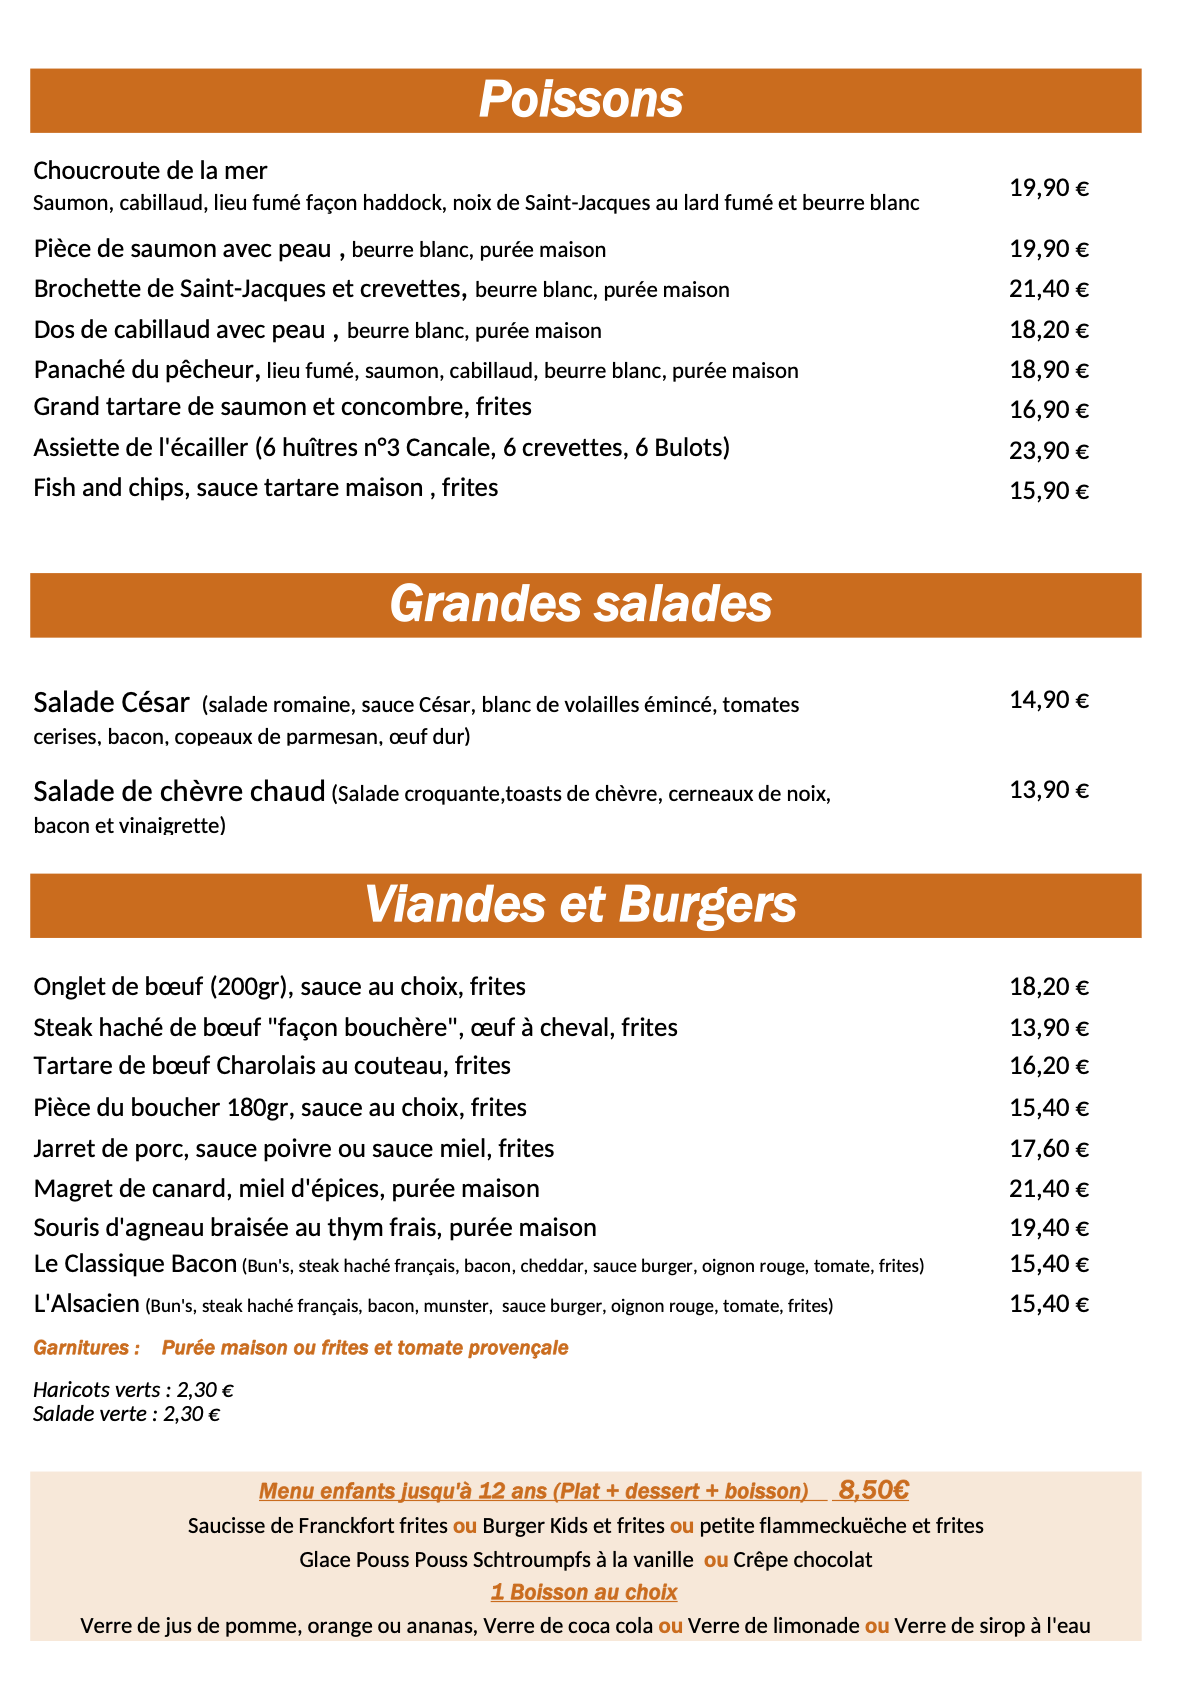 Poissons
Choucroute de la mer
19,90 €
Saumon, cabillaud, lieu fumé façon haddock, noix de Saint-Jacques au lard fumé et beurre blanc
Pièce de saumon avec peau , beurre blanc, purée maison 19,90 €
Brochette de Saint-Jacques et crevettes, beurre blanc, purée maison 21,40 €
Dos de cabillaud avec peau , beurre blanc, purée maison 18,20 €
Panaché du pêcheur, lieu fumé, saumon, cabillaud, beurre blanc, purée maison 18,90 €
Grand tartare de saumon et concombre, frites 16,90 €
Assiette de l'écailler (6 huîtres n°3 Cancale, 6 crevettes, 6 Bulots) 23,90 €
Fish and chips, sauce tartare maison , frites 15,90 €
Grandes salades
Salade César (salade romaine, sauce César, blanc de volailles émincé, tomates 14,90 €
cerises, bacon, copeaux de parmesan, œuf dur)
Salade de chèvre chaud (Salade croquante,toasts de chèvre, cerneaux de noix, 13,90 €
bacon et vinaigrette)
Viandes et Burgers
Onglet de bœuf (200gr), sauce au choix, frites 18,20 €
Steak haché de bœuf "façon bouchère", œuf à cheval, frites 13,90 €
Tartare de bœuf Charolais au couteau, frites 16,20 €
Pièce du boucher 180gr, sauce au choix, frites 15,40 €
Jarret de porc, sauce poivre ou sauce miel, frites 17,60 €
Magret de canard, miel d'épices, purée maison 21,40 €
Souris d'agneau braisée au thym frais, purée maison 19,40 €
Le Classique Bacon (Bun's, steak haché français, bacon, cheddar, sauce burger, oignon rouge, tomate, frites) 15,40 €
L'Alsacien (Bun's, steak haché français, bacon, munster, sauce burger, oignon rouge, tomate, frites) 15,40 €
Garnitures : Purée maison ou frites et tomate provençale
Haricots verts : 2,30 €
Salade verte : 2,30 €
Menu enfants jusqu'à 12 ans (Plat + dessert + boisson) 8,50€
Saucisse de Franckfort frites ou Burger Kids et frites ou petite flammeckuëche et frites
Glace Pouss Pouss Schtroumpfs à la vanille ou Crêpe chocolat
1 Boisson au choix
Verre de jus de pomme, orange ou ananas, Verre de coca cola ou Verre de limonade ou Verre de sirop à l'eau